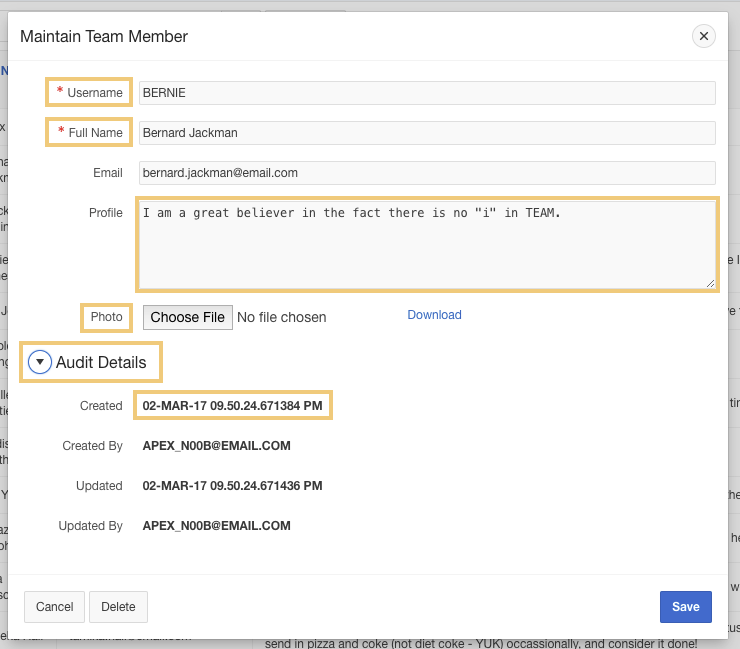 Maintain Team Member
* Username BERNIE
* Full Name Bernard Jackman
Email bernard.jackman@email.com
Profile I am a great believer in the fact there is no "i" in TEAM.
Photo Choose File No file chosen Download
Audit Details
Created 02-MAR-17 09.50.24.671384 PM
Created By APEX_N00B@EMAIL.COM
Updated 02-MAR-17 09.50.24.671436 PM
Updated By APEX_N00B@EMAIL.COM
Cancel Delete Save
send in pizza and coke (not diet coke - YUK) occassionally, and consider it done!